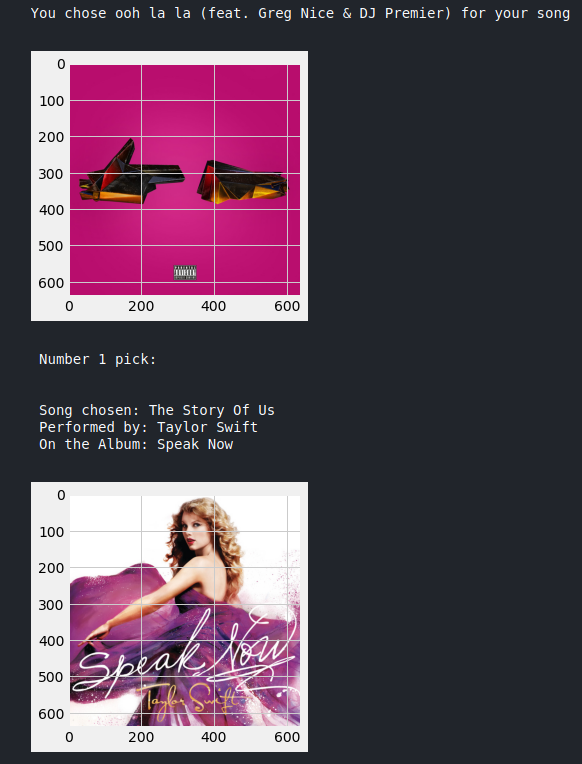 You chose ooh la la (feat. Greg Nice & DJ Premier) for your song
0
100
200
300
400
500
600
0 200 400 600
Number 1 pick:
Song chosen: The Story Of Us
Performed by: Taylor Swift
On the Album: Speak Now
0
100
200
300
400
500
600
Speak Now
Taylor Swift
0 200 400 600